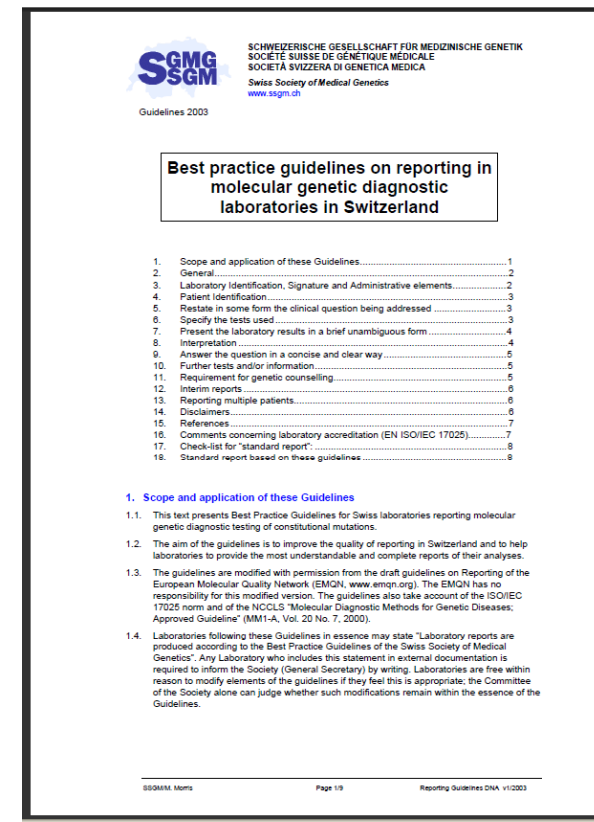 SGMG
SSGM
SCHWEIZERISCHE GESELLSCHAFT FÜR MEDIZINISCHE GENETIK
SOCIÉTÉ SUISSE DE GÉNÉTIQUE MÉDICALE
SOCIETÀ SVIZZERA DI GENETICA MEDICA
Swiss Society of Medical Genetics
www.ssgm.ch
Guidelines 2003
Best practice guidelines on reporting in
molecular genetic diagnostic
laboratories in Switzerland
1. Scope and application of these Guidelines 1
2. General 2
3. Laboratory Identification, Signature and Administrative elements 2
4. Patient Identification 3
5. Restate in some form the clinical question being addressed 3
6. Specify the tests used 3
7. Present the laboratory results in a brief unambiguous form 4
8. Interpretation 4
9. Answer the question in a concise and clear way 5
10. Further tests and/or information 5
11. Requirement for genetic counselling 5
12. Interim reports 6
13. Reporting multiple patients 6
14. Disclaimers 6
15. References 7
16. Comments concerning laboratory accreditation (EN ISO/IEC 17025) 7
17. Check-list for "standard report": 8
18. Standard report based on these guidelines 9
1. Scope and application of these Guidelines
1.1. This text presents Best Practice Guidelines for Swiss laboratories reporting molecular
genetic diagnostic testing of constitutional mutations.
1.2. The aim of the guidelines is to improve the quality of reporting in Switzerland and to help
laboratories to provide the most understandable and complete reports of their analyses.
1.3. The guidelines are modified with permission from the draft guidelines on Reporting of the
European Molecular Quality Network (EMQN, www.emqn.org). The EMQN has no
responsibility for this modified version. The guidelines also take account of the ISO/IEC
17025 norm and of the NCCLS "Molecular Diagnostic Methods for Genetic Diseases;
Approved Guideline" (MM1-A, Vol. 20 No. 7, 2000).
1.4. Laboratories following these Guidelines in essence may state "Laboratory reports are
produced according to the Best Practice Guidelines of the Swiss Society of Medical
Genetics". Any Laboratory who includes this statement in external documentation is
required to inform the Society (General Secretary) by writing. Laboratories are free within
reason to modify elements of the guidelines if they feel this is appropriate; the Committee
of the Society alone can judge whether such modifications remain within the essence of the
Guidelines.
SSGM/M. Morris Page 1/9 Reporting Guidelines DNA v1/2003